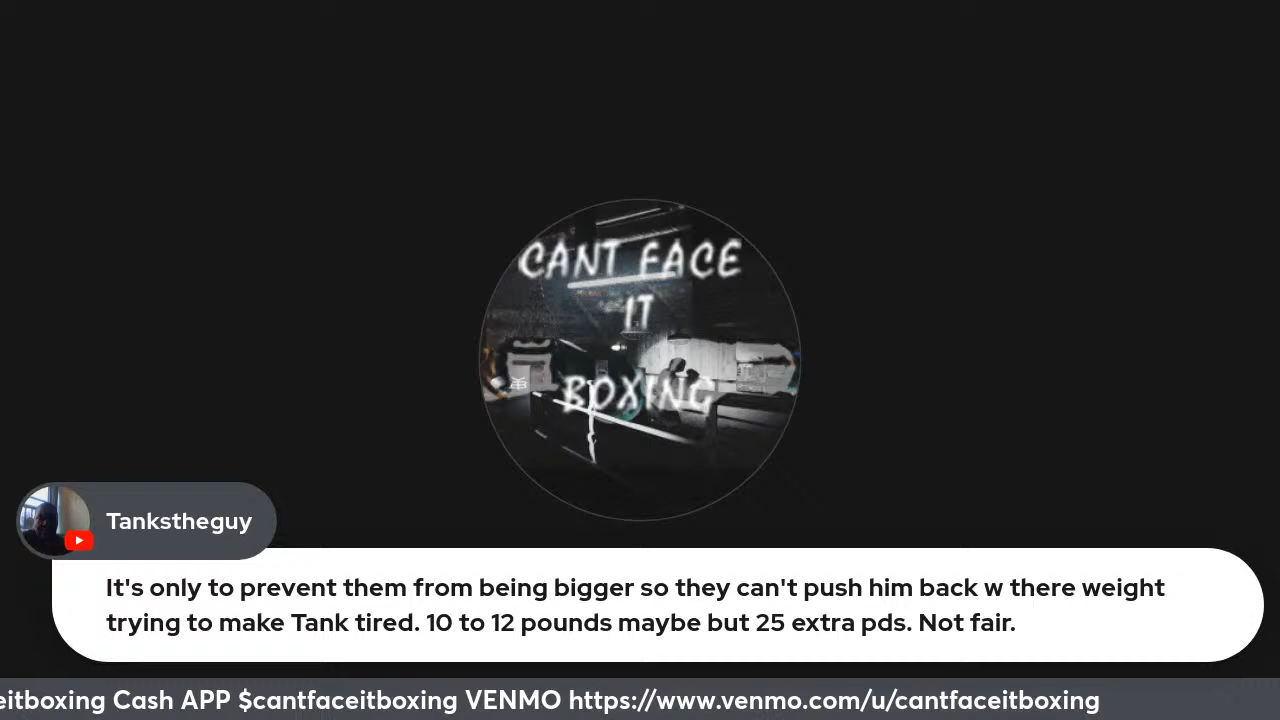 CANT FACE
IT
BOXING
Tankstheguy
It's only to prevent them from being bigger so they can't push him back w there weight
trying to make Tank tired. 10 to 12 pounds maybe but 25 extra pds. Not fair.
eitboxing Cash APP $cantfaceitboxing VENMO https://www.venmo.com/u/cantfaceitboxing